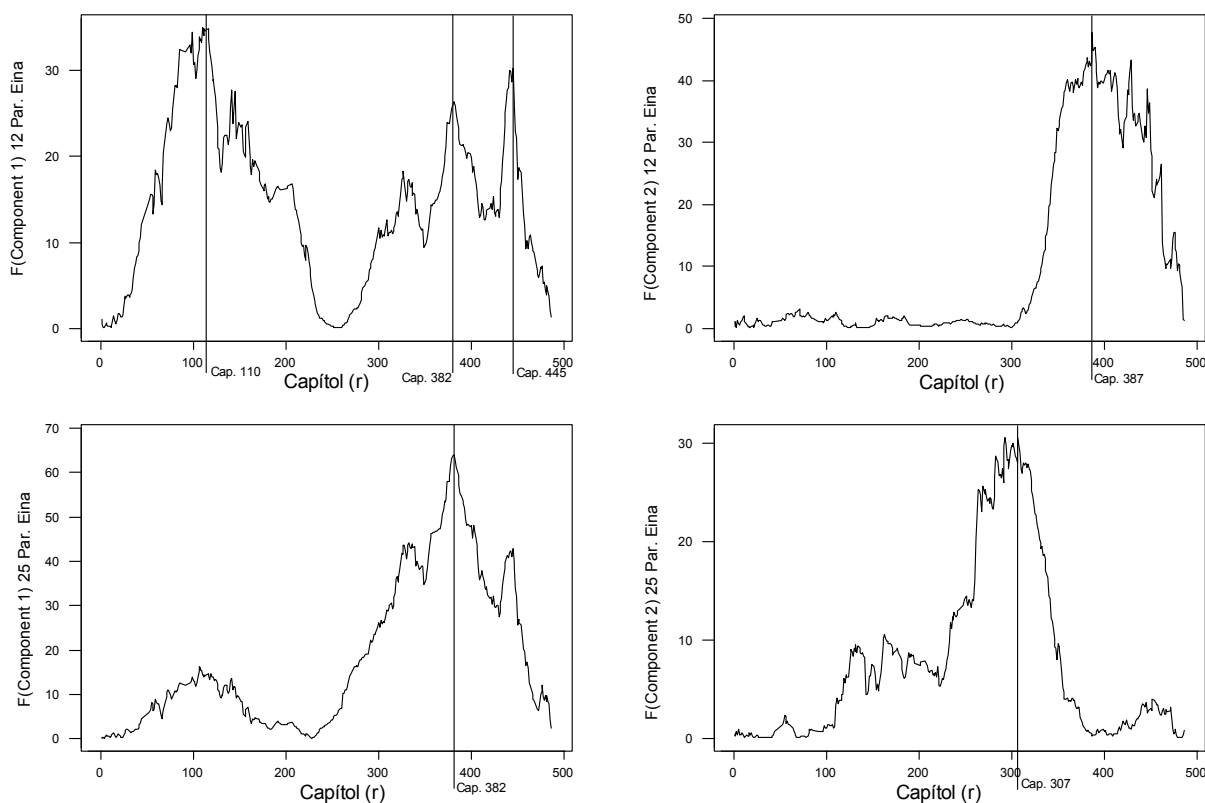 F(Component 1) 12 Par. Eina
30
20
10
0
0 100 200 300 400 500
Cap. 110 Cap. 382 Cap. 445
Capítol (r)
F(Component 2) 12 Par. Eina
50
40
30
20
10
0
0 100 200 300 400 500
Cap. 387
Capítol (r)
F(Component 1) 25 Par. Eina
70
60
50
40
30
20
10
0
0 100 200 300 400 500
Cap. 382
Capítol (r)
F(Component 2) 25 Par. Eina
30
20
10
0
0 100 200 300 400 500
Cap. 307
Capítol (r)